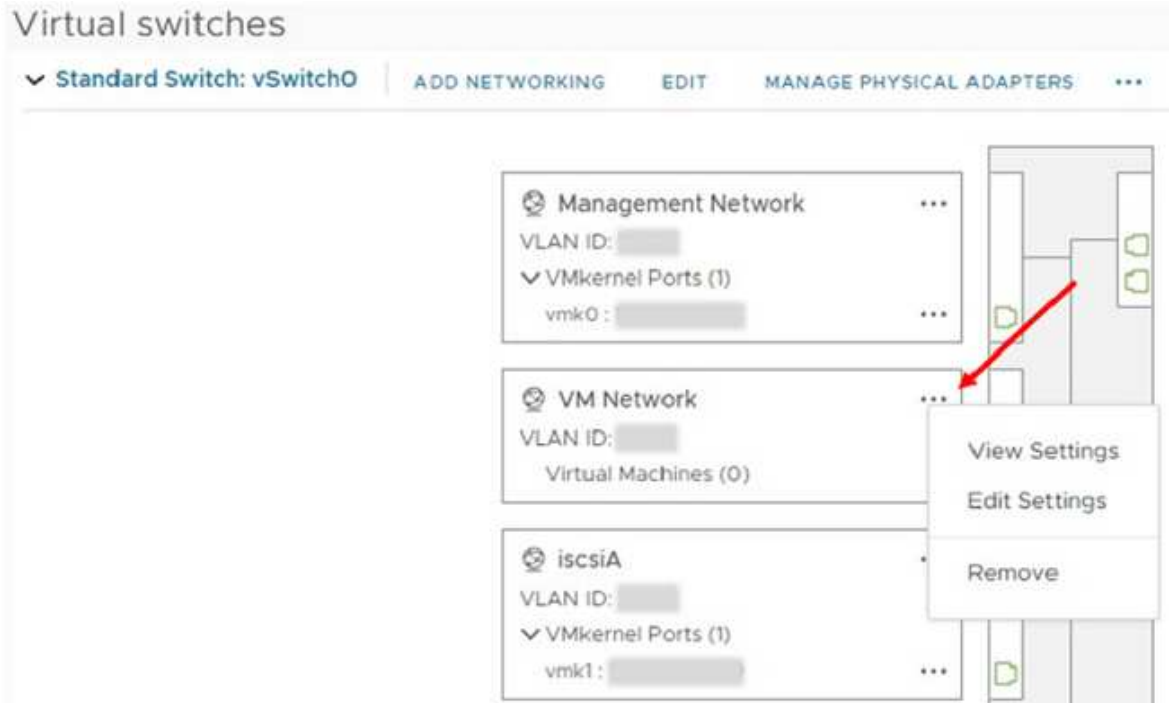 Virtual switches
Standard Switch: vSwitch0 ADD NETWORKING EDIT MANAGE PHYSICAL ADAPTERS ...
Management Network ...
VLAN ID:
VMkernel Ports (1)
vmk0 : ...
VM Network ...
VLAN ID:
Virtual Machines (0)
View Settings
Edit Settings
Remove
iscsiA
VLAN ID:
VMkernel Ports (1)
vmk1 : ...